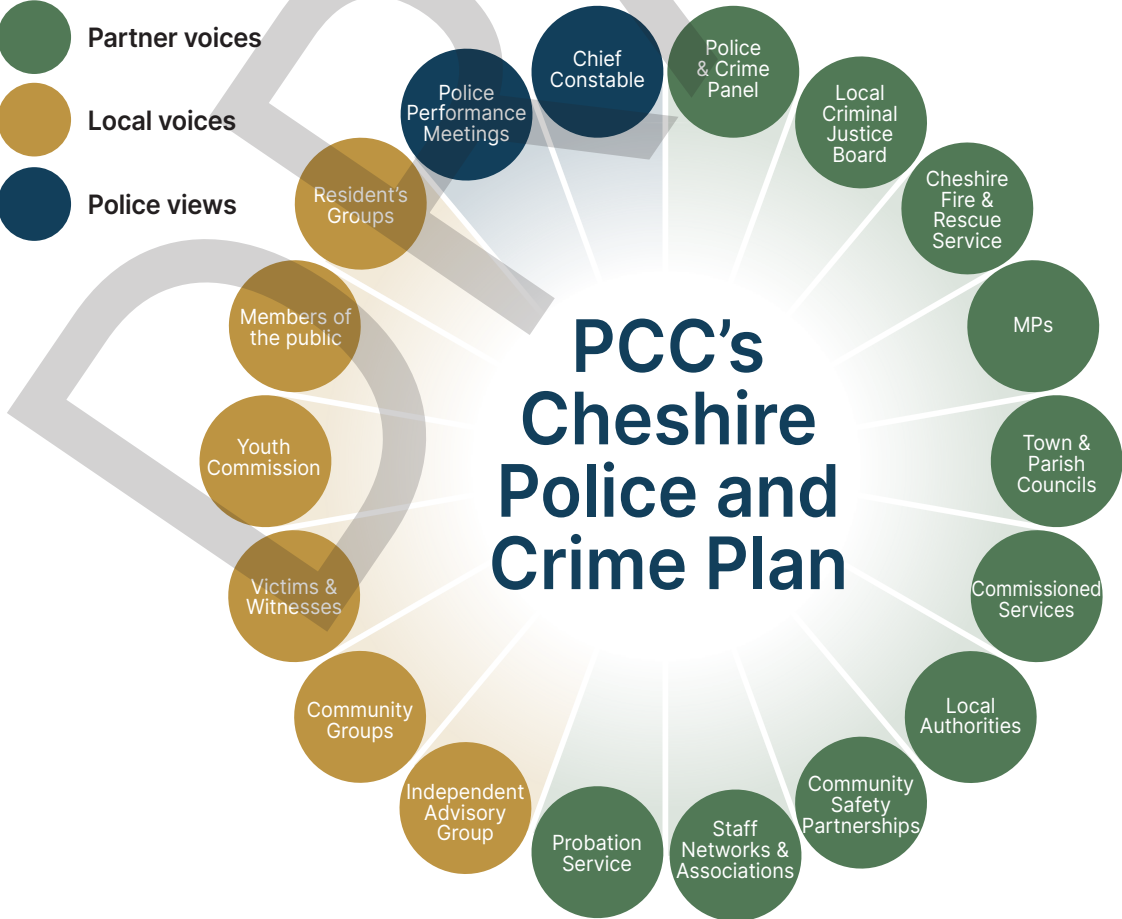 Partner voices
Local voices
Police views
Chief
Constable
Police
& Crime
Panel
Local
Criminal
Justice
Board
Cheshire
Fire &
Rescue
Service
MPs
Town &
Parish
Councils
Commissioned
Services
Local
Authorities
Community
Safety
Partnerships
Staff
Networks &
Associations
Probation
Service
Independent
Advisory
Group
Community
Groups
Victims &
Witnesses
Youth
Commission
Members of
the public
Resident's
Groups
Police
Performance
Meetings
PCC's
Cheshire
Police and
Crime Plan